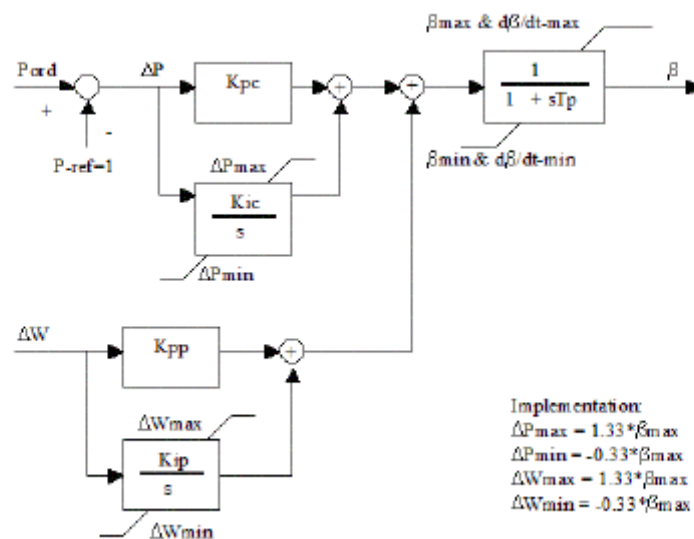 βmax & dβ/dt-max
Pord
ΔP
Kpc
+
+
1
1 + sTp
β
+
-
P-ref=1
ΔPmax
βmin & dβ/dt-min
Kic
s
ΔPmin
ΔW
Kpp
+
ΔWmax
Kip
s
ΔWmin
Implementation:
ΔPmax = 1.33*βmax
ΔPmin = -0.33*βmax
ΔWmax = 1.33*βmax
ΔWmin = -0.33*βmax